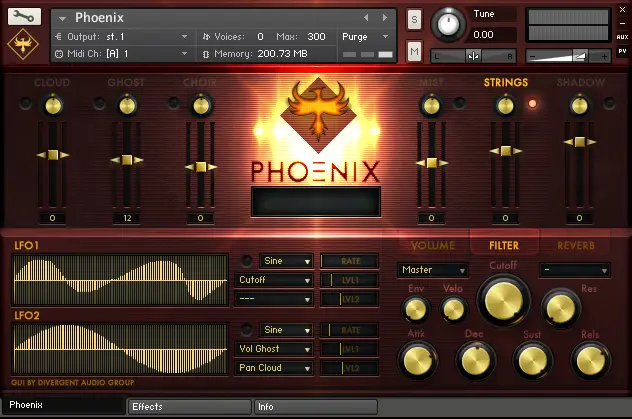 Phoenix
Output: st. 1
Voices: 0 Max: 300
Purge
Midi Ch: [A] 1
Memory: 200.73 MB
S
M
Tune
0.00
L
R
AUX
PV
CLOUD
GHOST
CHOIR
MIST
STRINGS
SHADOW
PHOENIX
0
12
0
0
0
0
LFO1
Sine
RATE
Cutoff
LVL1
---
LVL2
LFO2
Sine
RATE
Vol Ghost
LVL1
Pan Cloud
LVL2
GUI BY DIVERGENT AUDIO GROUP
VOLUME
FILTER
REVERB
Master
Cutoff
-
Env
Velo
Res
Attk
Dec
Sust
Rels
Phoenix
Effects
Info